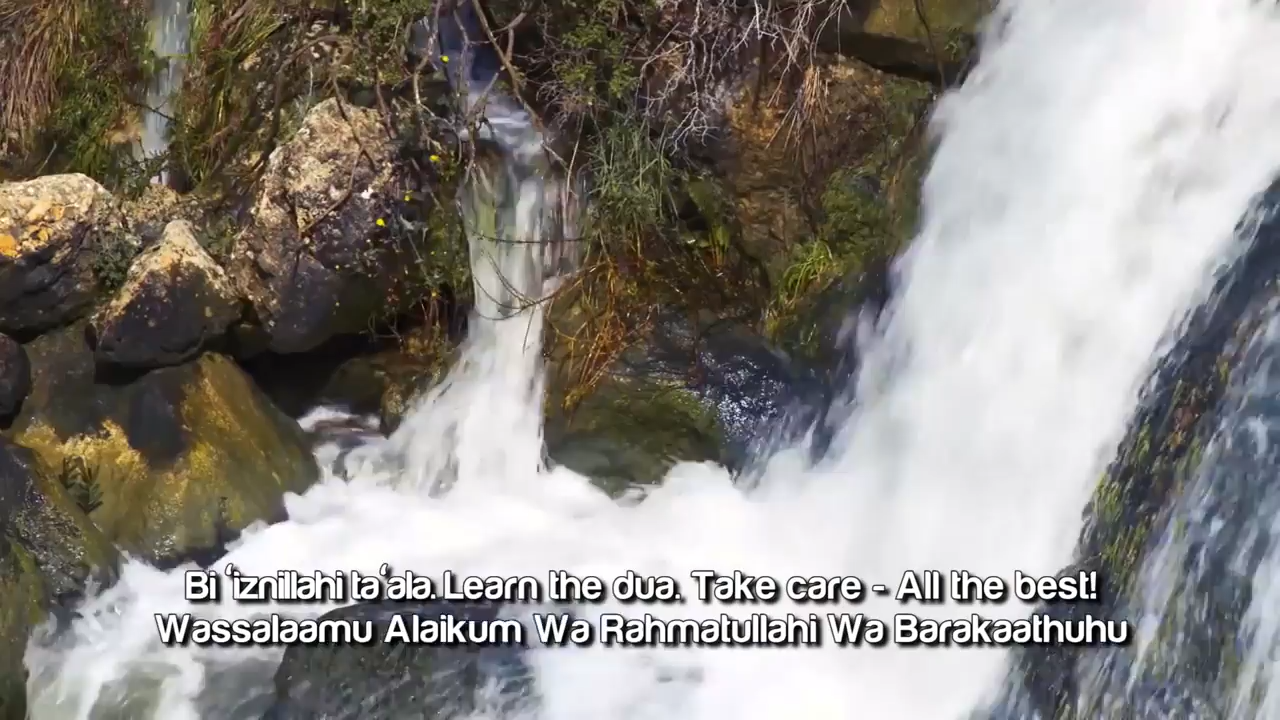 Bi ‘iznillahi ta‘ala. Learn the dua. Take care - All the best!
Wassalaamu Alaikum Wa Rahmatullahi Wa Barakaathuhu